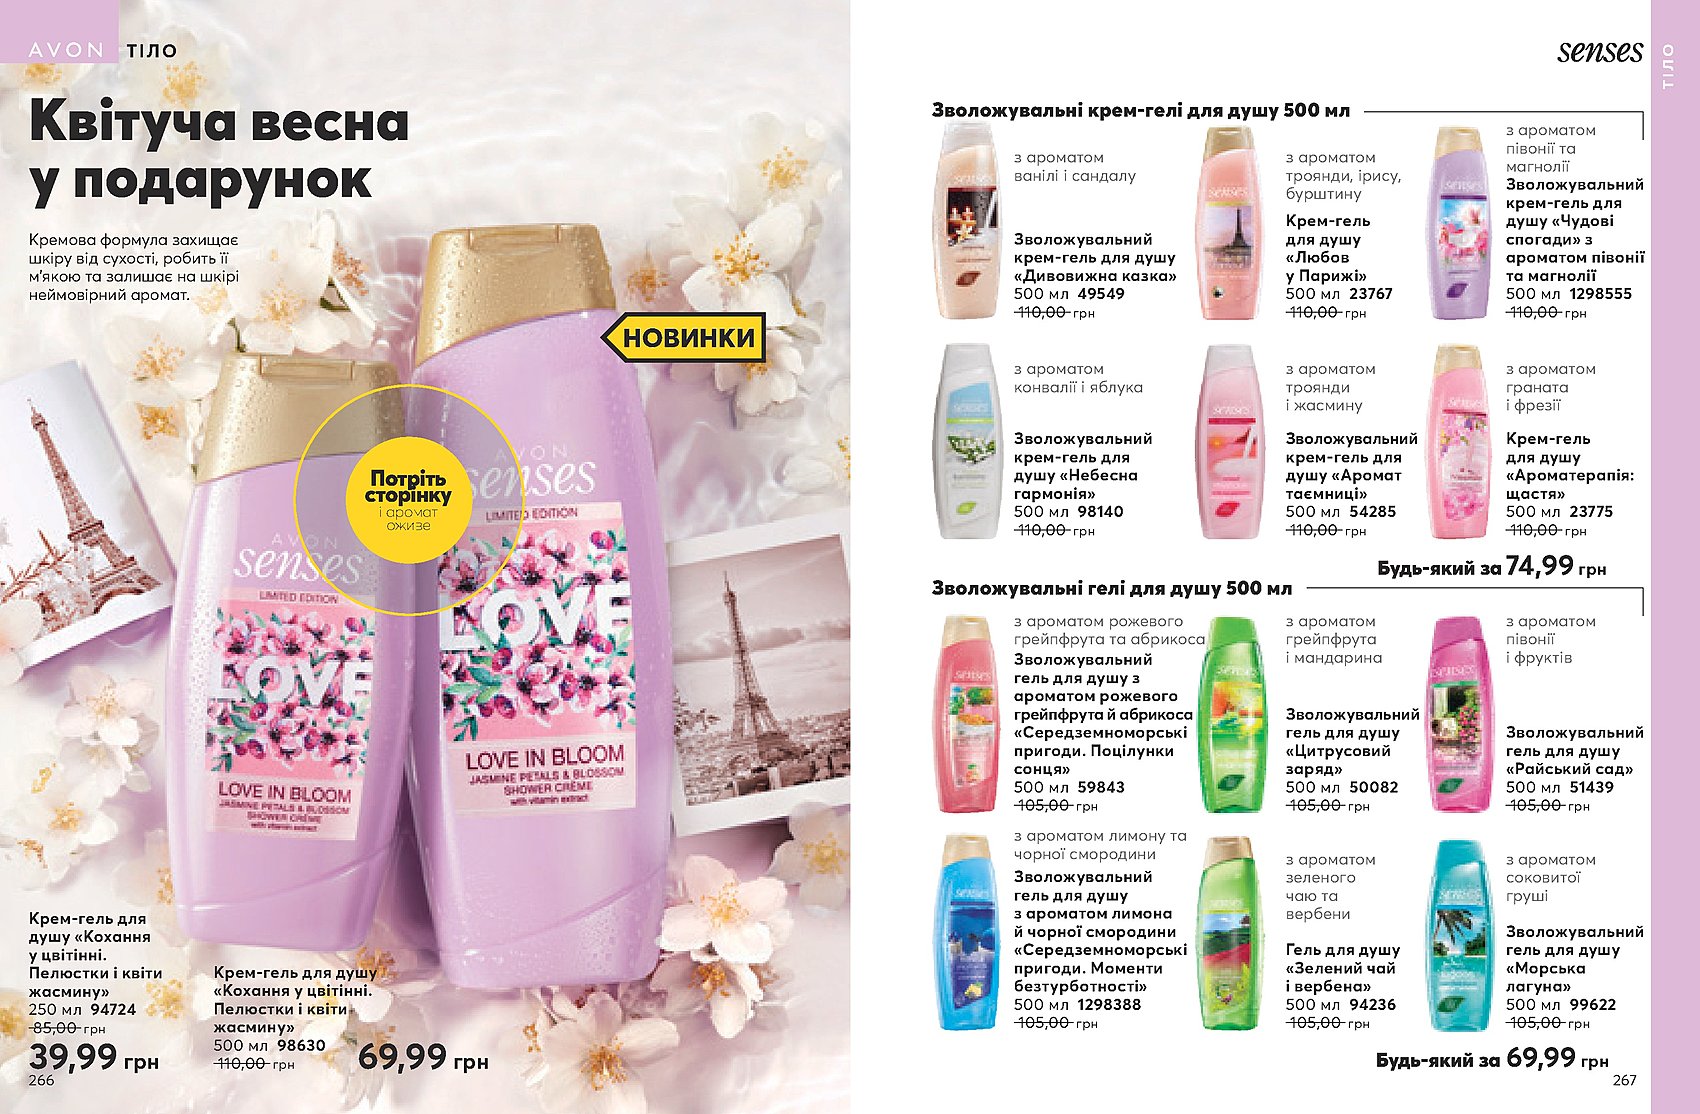 AVON ТІЛО
Квітуча весна
у подарунок
Кремова формула захищає
шкіру від сухості, робить її
м'якою та залишає на шкірі
неймовірний аромат.
НОВИНКИ
Потріть
сторінку
і аромат
оживе
AVON
senses
LIMITED EDITION
LOVE
LOVE IN BLOOM
JASMINE PETALS & BLOSSOM
SHOWER CRÈME
with vitamin extract
AVON
senses
LIMITED EDITION
LOVE
LOVE IN BLOOM
JASMINE PETALS & BLOSSOM
SHOWER CRÈME
with vitamin extract
Крем-гель для
душу «Кохання
у цвітінні.
Пелюстки і квіти
жасмину»
250 мл 94724
85,00 грн
39,99 грн
266
Крем-гель для душу
«Кохання у цвітінні.
Пелюстки і квіти
жасмину»
500 мл 98630
110,00 грн
69,99 грн
senses
ТІЛО
Зволожувальні крем-гелі для душу 500 мл
з ароматом
ванілі і сандалу
Зволожувальний
крем-гель для душу
«Дивовижна казка»
500 мл 49549
110,00 грн
з ароматом
троянди, ірису,
бурштину
Крем-гель
для душу
«Любов
у Парижі»
500 мл 23767
110,00 грн
з ароматом
півонії та
магнолії
Зволожувальний
крем-гель для
душу «Чудові
спогади» з
ароматом півонії
та магнолії
500 мл 1298555
110,00 грн
з ароматом
конвалії і яблука
Зволожувальний
крем-гель для
душу «Небесна
гармонія»
500 мл 98140
110,00 грн
з ароматом
троянди
і жасмину
Зволожувальний
крем-гель для
душу «Аромат
таємниці»
500 мл 54285
110,00 грн
з ароматом
граната
і фрезії
Крем-гель
для душу
«Ароматерапія:
щастя»
500 мл 23775
110,00 грн
Будь-який за 74,99 грн
Зволожувальні гелі для душу 500 мл
з ароматом рожевого
грейпфрута та абрикоса
Зволожувальний
гель для душу з
ароматом рожевого
грейпфрута й абрикоса
«Середземноморські
пригоди. Поцілунки
сонця»
500 мл 59843
105,00 грн
з ароматом
грейпфрута
і мандарина
Зволожувальний
гель для душу
«Цитрусовий
заряд»
500 мл 50082
105,00 грн
з ароматом
півонії
і фруктів
Зволожувальний
гель для душу
«Райський сад»
500 мл 51439
105,00 грн
з ароматом лимону та
чорної смородини
Зволожувальний
гель для душу
з ароматом лимона
й чорної смородини
«Середземноморські
пригоди. Моменти
безтурботності»
500 мл 1298388
105,00 грн
з ароматом
зеленого
чаю та
вербени
Гель для душу
«Зелений чай
і вербена»
500 мл 94236
105,00 грн
з ароматом
соковитої
груші
Зволожувальний
гель для душу
«Морська
лагуна»
500 мл 99622
105,00 грн
Будь-який за 69,99 грн
267